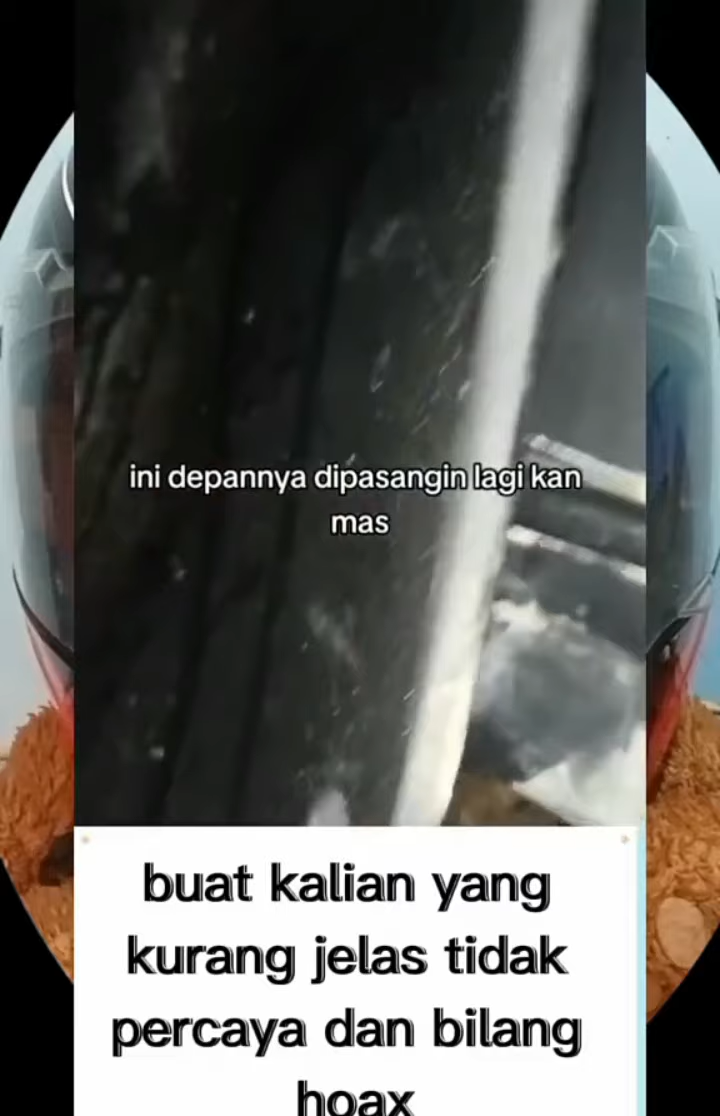 ini depannya dipasangin lagi kan
mas
buat kalian yang
kurang jelas tidak
percaya dan bilang
hoax